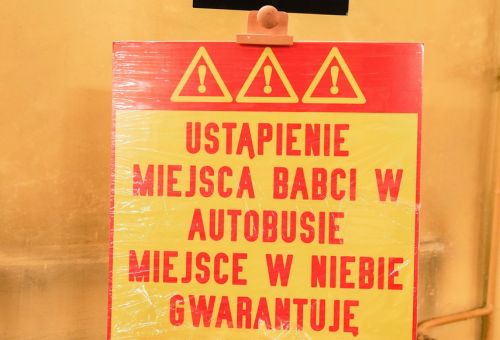 USTĄPIENIE
MIEJSCA BABCI W
AUTOBUSIE
MIEJSCE W NIEBIE
GWARANTUJĘ